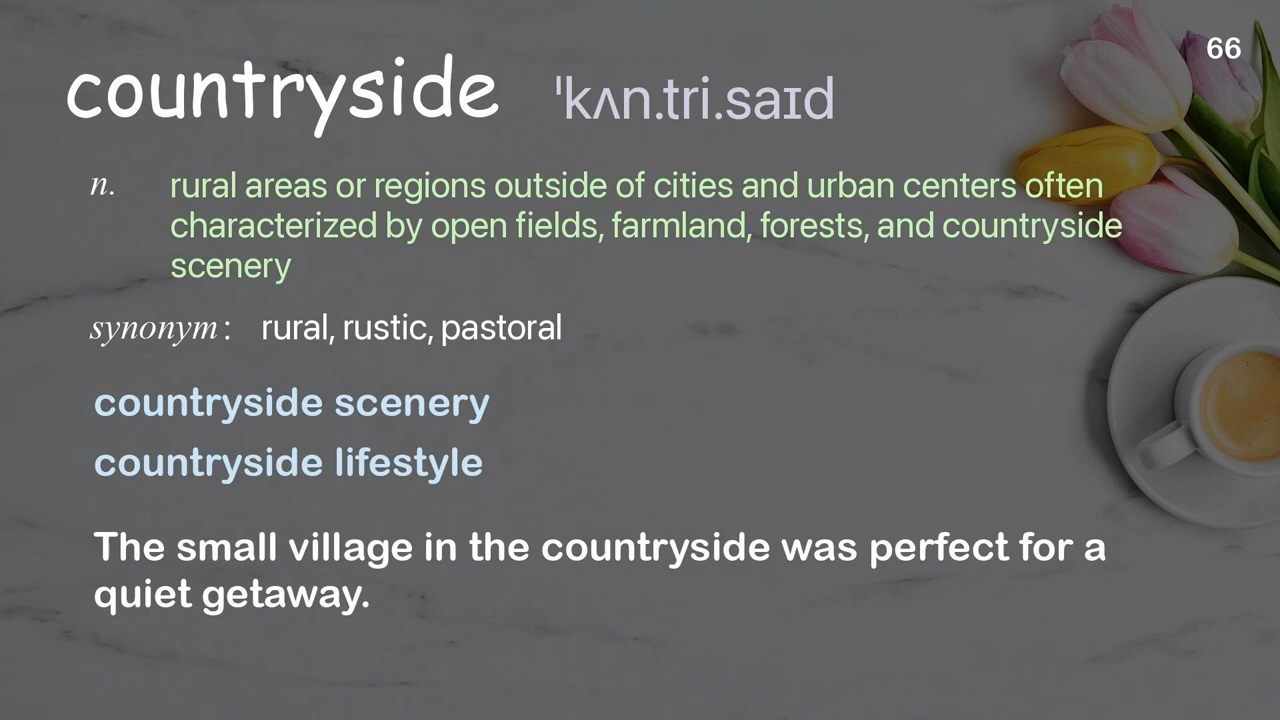 66
countryside ˈkʌn.tri.saɪd
n. rural areas or regions outside of cities and urban centers often
characterized by open fields, farmland, forests, and countryside
scenery
synonym: rural, rustic, pastoral
countryside scenery
countryside lifestyle
The small village in the countryside was perfect for a
quiet getaway.